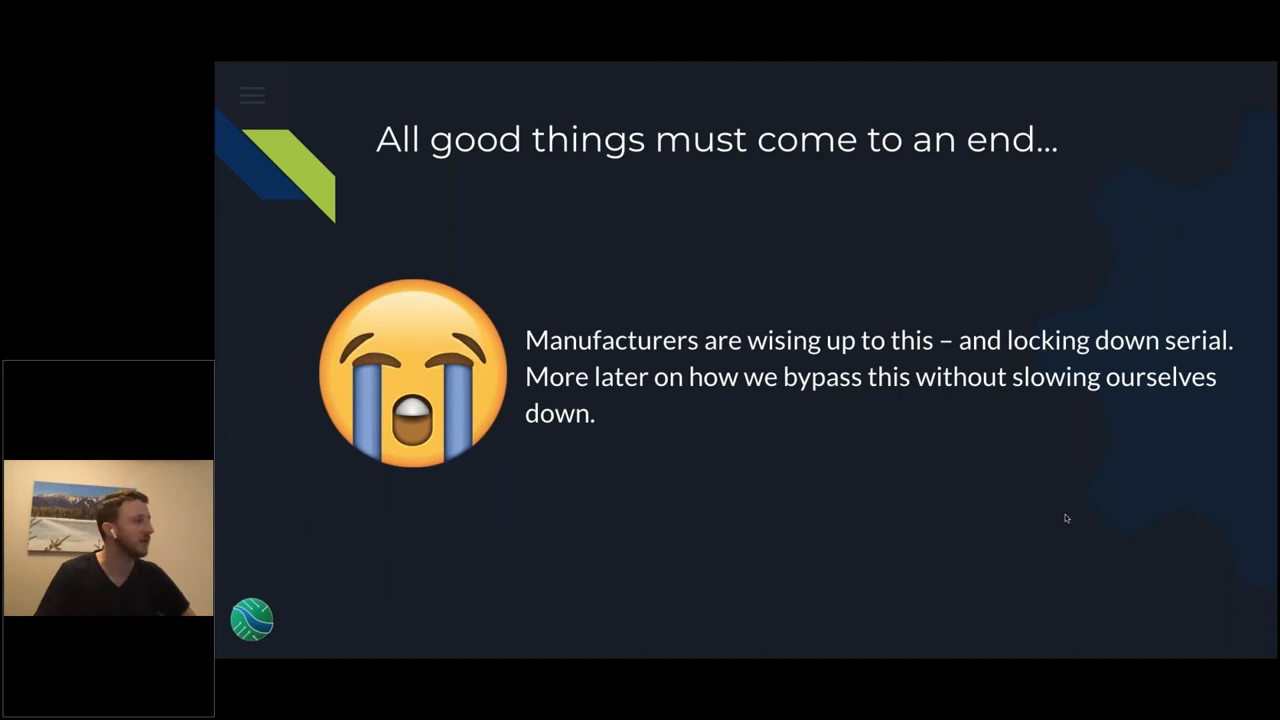 All good things must come to an end...
Manufacturers are wising up to this – and locking down serial.
More later on how we bypass this without slowing ourselves
down.